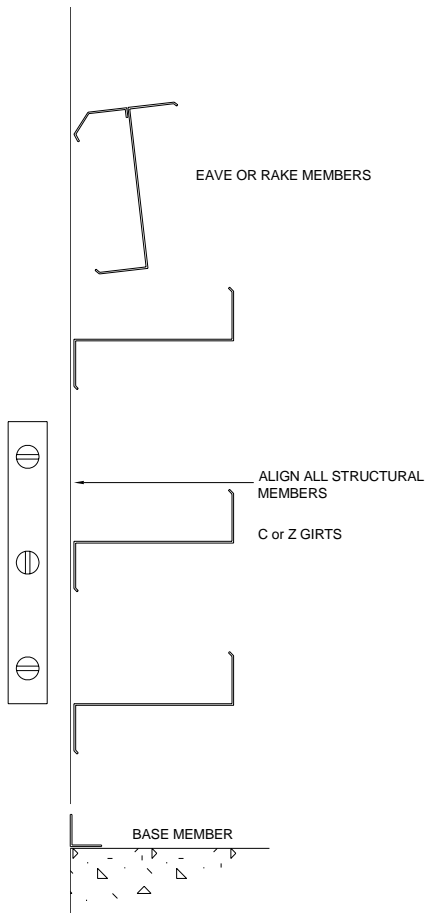 EAVE OR RAKE MEMBERS
ALIGN ALL STRUCTURAL
MEMBERS
C or Z GIRTS
BASE MEMBER